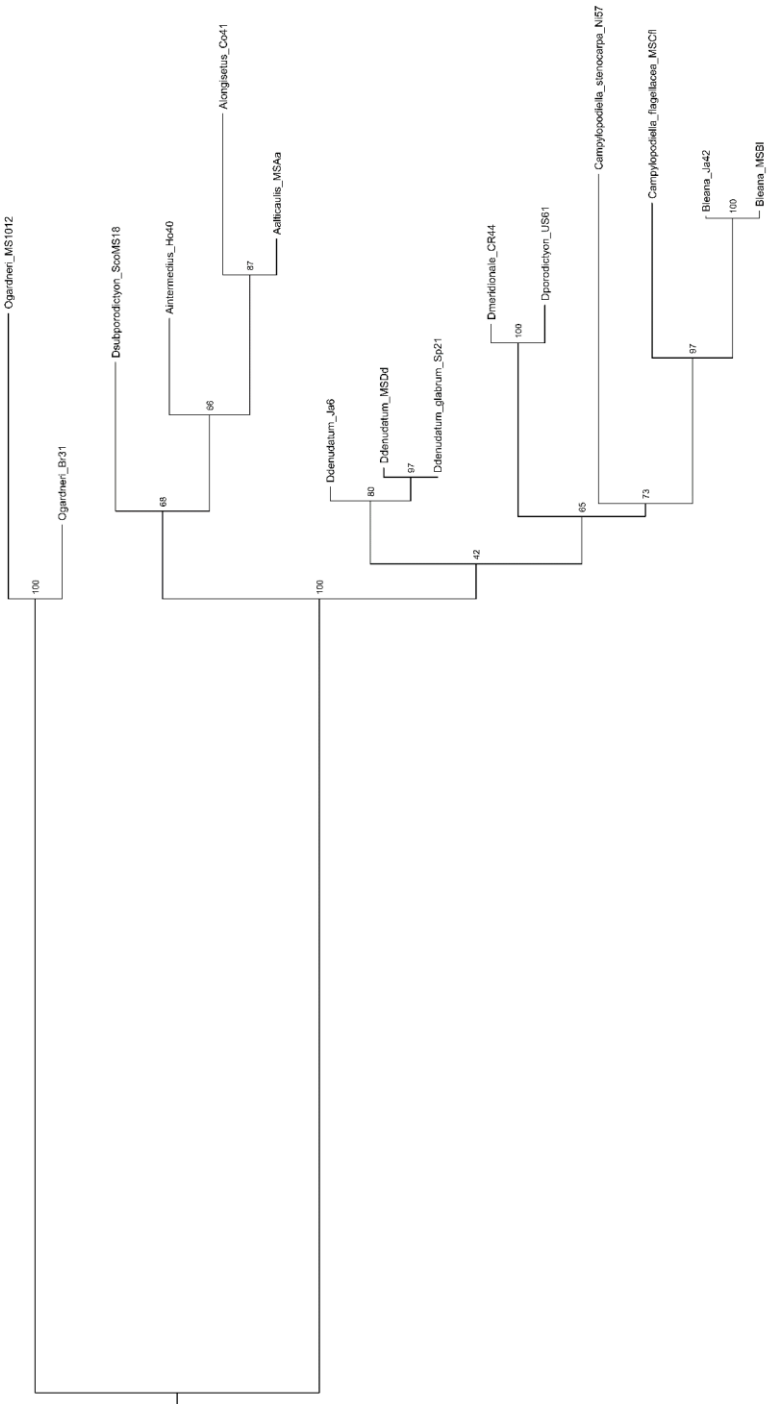 Ogardneri_MS1012
Ogardneri_Br31
100
Dsubporodictyon_ScoMS18
Aintermedius_Ho40
Alongisetus_Co41
Aalticaulis_MSAa
87
66
68
Ddenudatum_Ja6
Ddenudatum_MSDd
Ddenudatum_glabrum_Sp21
97
80
Dmeridionale_CR44
Dporodictyon_US61
100
Campylopodiella_stenocarpa_NI57
Campylopodiella_flagellacea_MSCfl
Bleana_Ja42
Bleana_MSBl
100
97
73
65
42
100